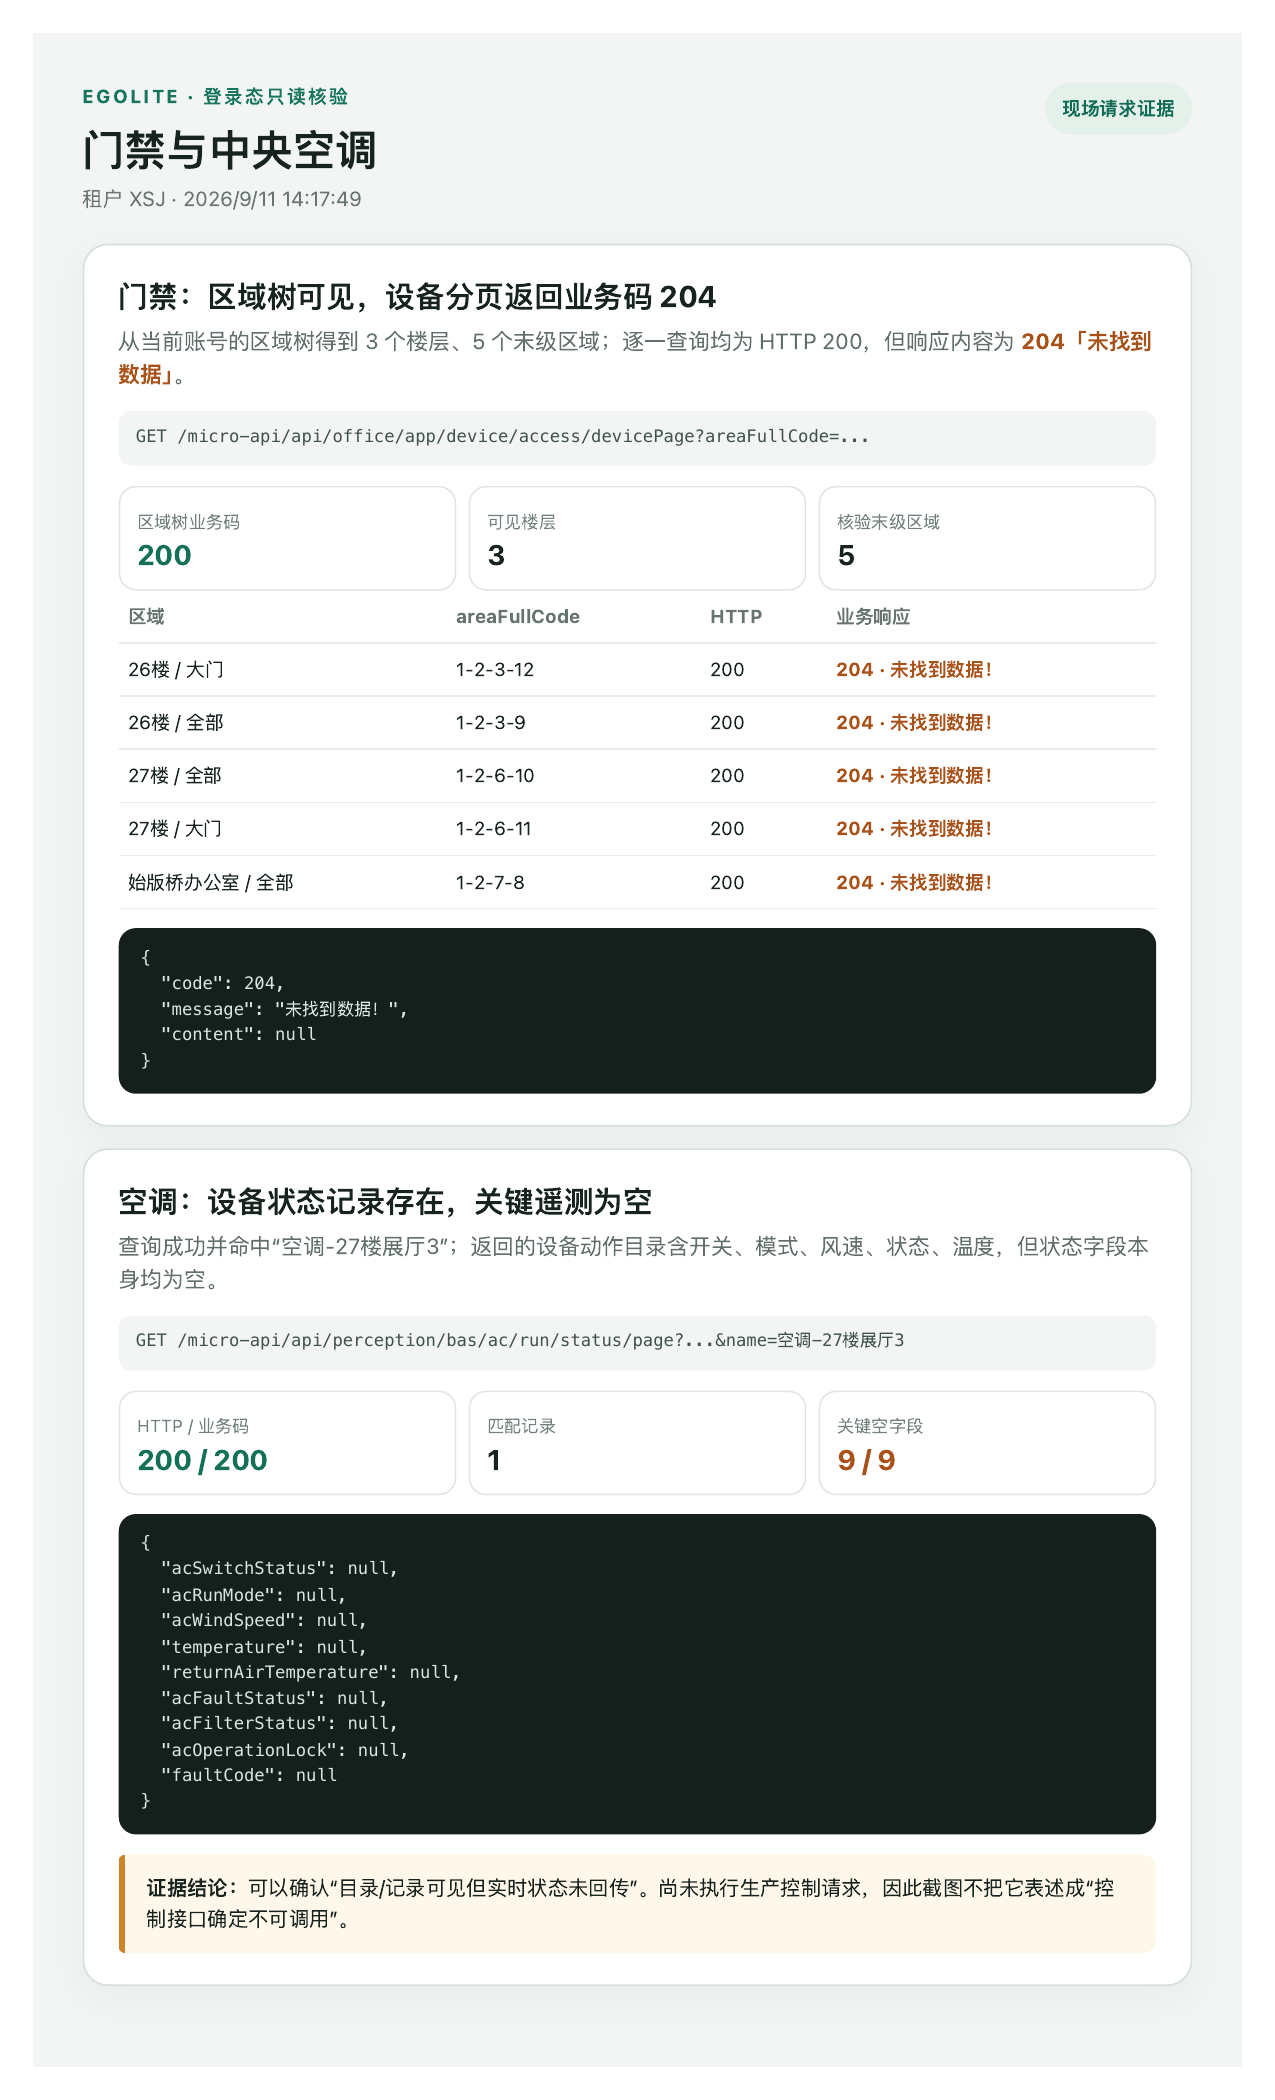 EGOLITE · 登录态只读核验
现场请求证据
门禁与中央空调
租户 XSJ · 2026/9/11 14:17:49
门禁：区域树可见，设备分页返回业务码 204
从当前账号的区域树得到 3 个楼层、5 个末级区域；逐一查询均为 HTTP 200，但响应内容为 204「未找到
数据」。
GET /micro-api/api/office/app/device/access/devicePage?areaFullCode=...
区域树业务码
200
可见楼层
3
核验末级区域
5
区域 areaFullCode HTTP 业务响应
26楼 / 大门 1-2-3-12 200 204 · 未找到数据！
26楼 / 全部 1-2-3-9 200 204 · 未找到数据！
27楼 / 全部 1-2-6-10 200 204 · 未找到数据！
27楼 / 大门 1-2-6-11 200 204 · 未找到数据！
始版桥办公室 / 全部 1-2-7-8 200 204 · 未找到数据！
{
"code": 204,
"message": "未找到数据！",
"content": null
}
空调：设备状态记录存在，关键遥测为空
查询成功并命中“空调-27楼展厅3”；返回的设备动作目录含开关、模式、风速、状态、温度，但状态字段本
身均为空。
GET /micro-api/api/perception/bas/ac/run/status/page?...&name=空调-27楼展厅3
HTTP / 业务码
200 / 200
匹配记录
1
关键空字段
9 / 9
{
"acSwitchStatus": null,
"acRunMode": null,
"acWindSpeed": null,
"temperature": null,
"returnAirTemperature": null,
"acFaultStatus": null,
"acFilterStatus": null,
"acOperationLock": null,
"faultCode": null
}
证据结论：可以确认“目录/记录可见但实时状态未回传”。尚未执行生产控制请求，因此截图不把它表述成“控
制接口确定不可调用”。